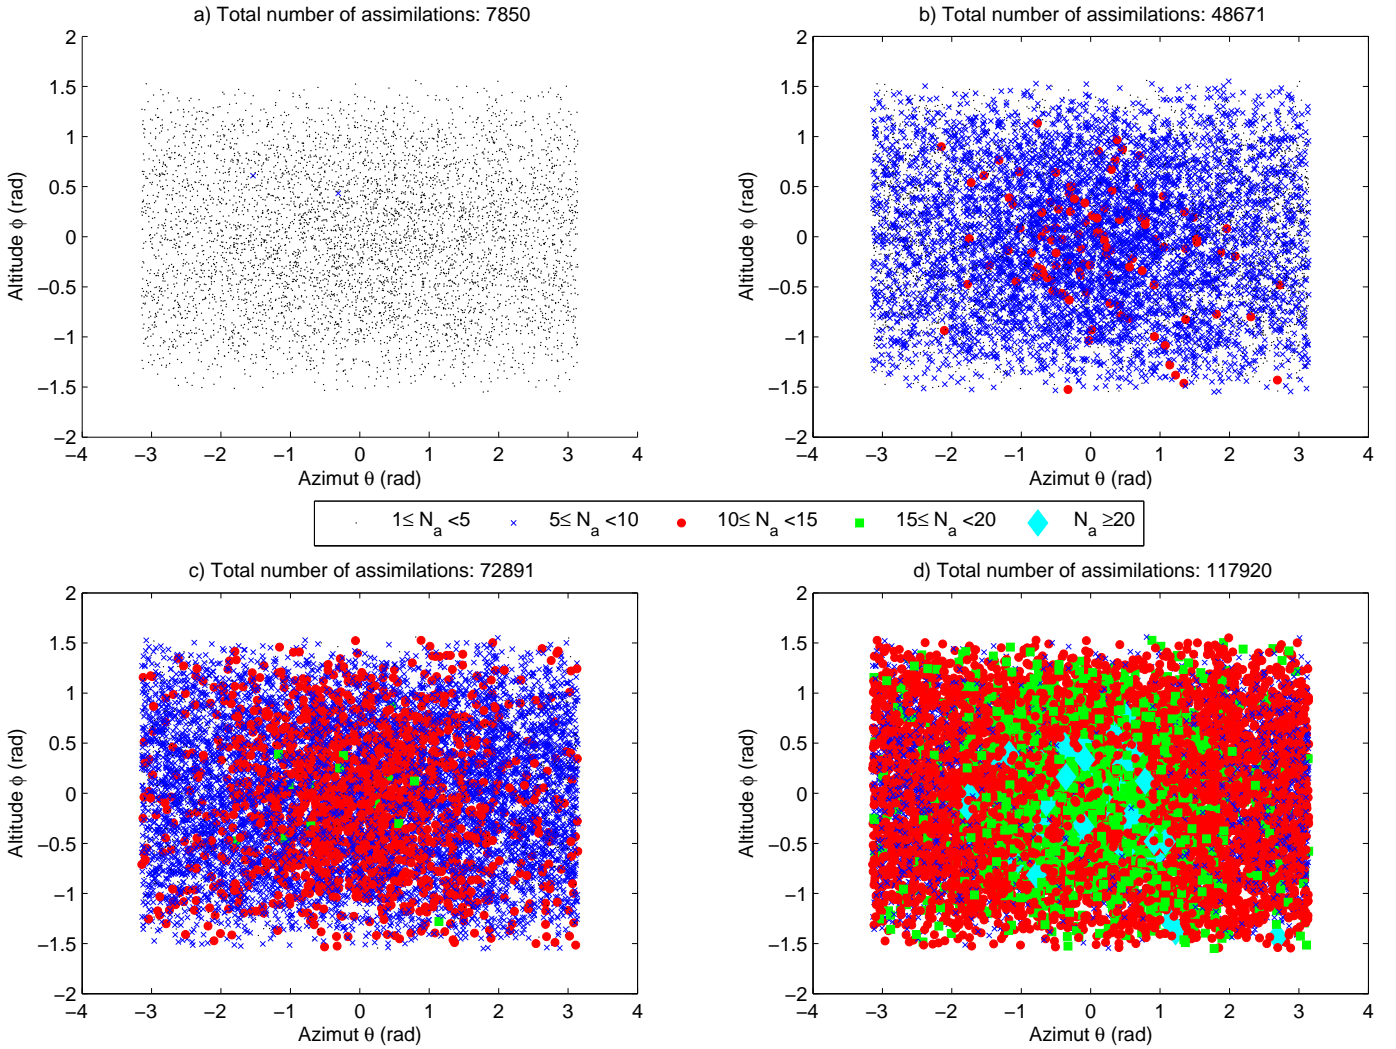 a) Total number of assimilations: 7850
2
1.5
1
0.5
0
−0.5
−1
−1.5
−2
Altitude ϕ (rad)
−4 −3 −2 −1 0 1 2 3 4
Azimut θ (rad)
b) Total number of assimilations: 48671
2
1.5
1
0.5
0
−0.5
−1
−1.5
−2
Altitude ϕ (rad)
−4 −3 −2 −1 0 1 2 3 4
Azimut θ (rad)
1≤ N_a <5 5≤ N_a <10 10≤ N_a <15 15≤ N_a <20 N_a ≥20
c) Total number of assimilations: 72891
2
1.5
1
0.5
0
−0.5
−1
−1.5
−2
Altitude ϕ (rad)
−4 −3 −2 −1 0 1 2 3 4
Azimut θ (rad)
d) Total number of assimilations: 117920
2
1.5
1
0.5
0
−0.5
−1
−1.5
−2
Altitude ϕ (rad)
−4 −3 −2 −1 0 1 2 3 4
Azimut θ (rad)